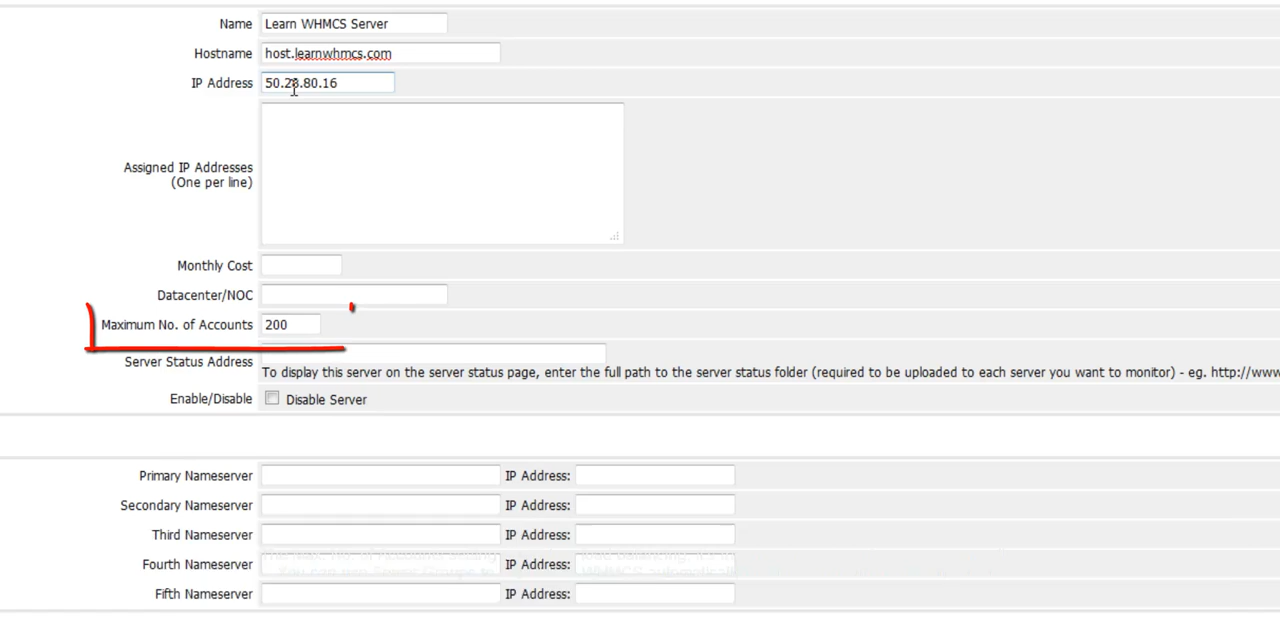 Name Learn WHMCS Server
Hostname host.learnwhmcs.com
IP Address 50.28.80.16
Assigned IP Addresses
(One per line)
Monthly Cost
Datacenter/NOC
Maximum No. of Accounts 200
Server Status Address
To display this server on the server status page, enter the full path to the server status folder (required to be uploaded to each server you want to monitor) - eg. http://www
Enable/Disable Disable Server
Primary Nameserver IP Address:
Secondary Nameserver IP Address:
Third Nameserver IP Address:
Fourth Nameserver IP Address:
Fifth Nameserver IP Address: